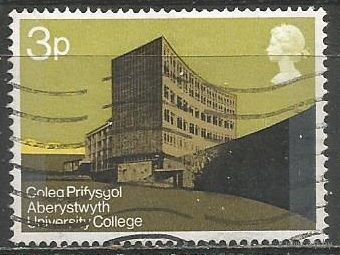 3p
Coleg Prifysgol
Aberystwyth
University College